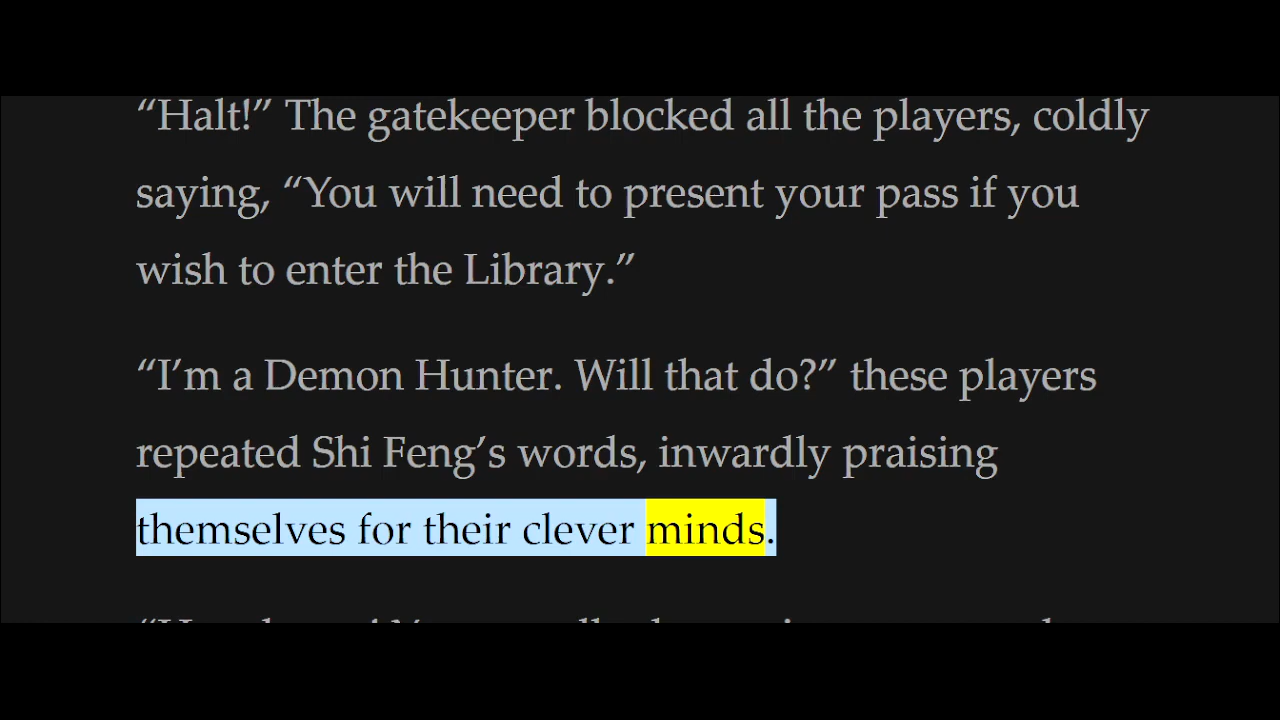 “Halt!” The gatekeeper blocked all the players, coldly
saying, “You will need to present your pass if you
wish to enter the Library.”
“I’m a Demon Hunter. Will that do?” these players
repeated Shi Feng’s words, inwardly praising
themselves for their clever minds.